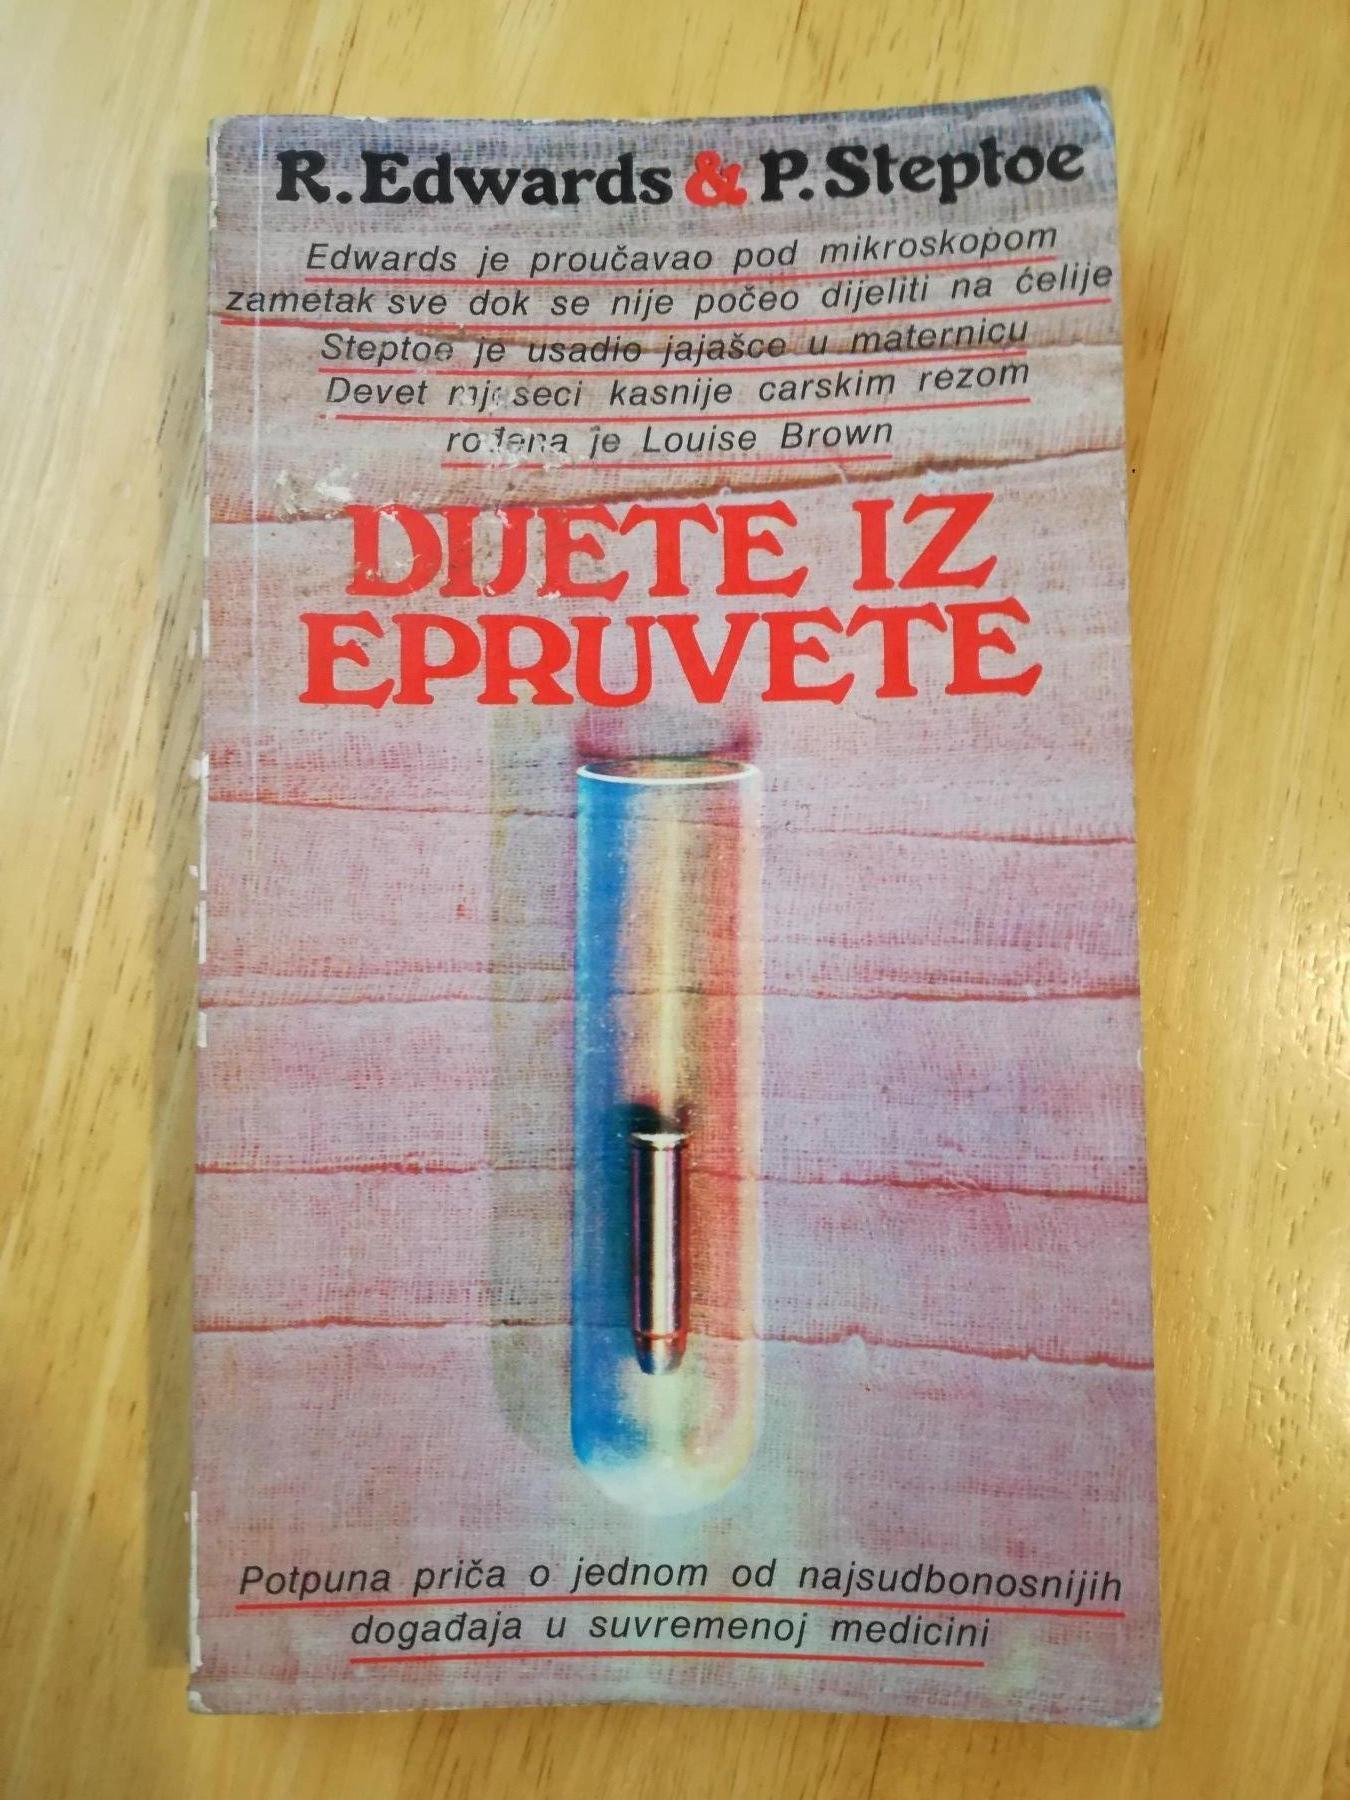 R. Edwards & P. Steptoe
Edwards je proučavao pod mikroskopom
zametak sve dok se nije počeo dijeliti na ćelije
Steptoe je usadio jajašce u maternicu
Devet mjeseci kasnije carskim rezom
rođena je Louise Brown
DIJETE IZ
EPRUVETE
Potpuna priča o jednom od najsudbonosnijih
događaja u suvremenoj medicini